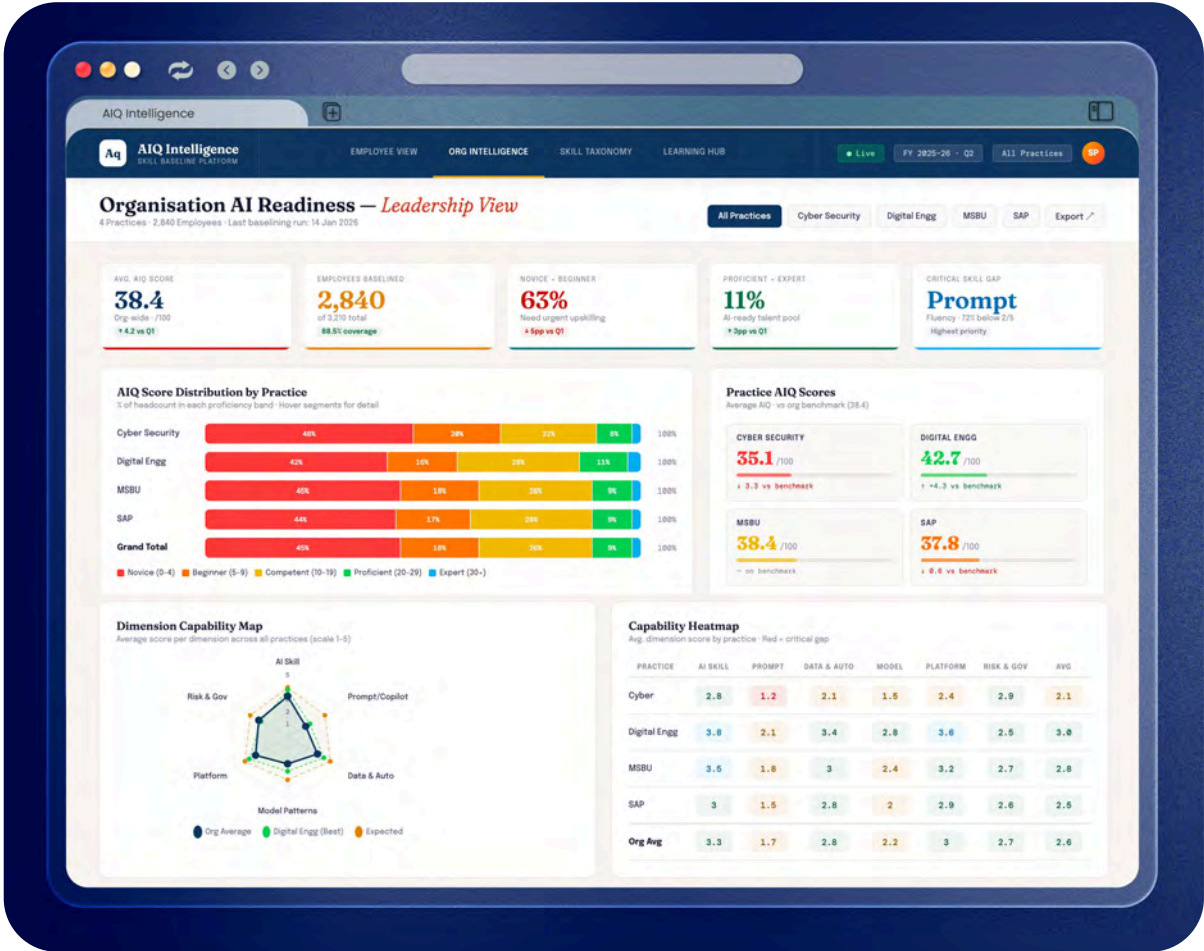 AIQ Intelligence
Aq
AIQ Intelligence
SKILL BASELINE PLATFORM
EMPLOYEE VIEW
ORG INTELLIGENCE
SKILL TAXONOMY
LEARNING HUB
● Live
FY 2025-26 · Q2
All Practices
SP
Organisation AI Readiness — Leadership View
4 Practices · 2,840 Employees · Last baselining run: 14 Jan 2026
All Practices
Cyber Security
Digital Engg
MSBU
SAP
Export ↗
AVG. AIQ SCORE
38.4
Org-wide · /100
↑ 4.2 vs Q1
EMPLOYEES BASELINED
2,840
of 3,210 total
88.5% coverage
NOVICE + BEGINNER
63%
Need urgent upskilling
↓ 5pp vs Q1
PROFICIENT + EXPERT
11%
AI-ready talent pool
↑ 3pp vs Q1
CRITICAL SKILL GAP
Prompt
Fluency · 72% below 2/5
Highest priority
AIQ Score Distribution by Practice
% of headcount in each proficiency band · Hover segments for detail
Cyber Security 48% 20% 22% 8% 100%
Digital Engg 42% 16% 28% 11% 100%
MSBU 45% 18% 26% 9% 100%
SAP 44% 17% 28% 9% 100%
Grand Total 45% 18% 26% 9% 100%
Novice (0-4) Beginner (5-9) Competent (10-19) Proficient (20-29) Expert (30+)
Practice AIQ Scores
Average AIQ · vs org benchmark (38.4)
CYBER SECURITY
35.1 /100
↓ 3.3 vs benchmark
DIGITAL ENGG
42.7 /100
↑ +4.3 vs benchmark
MSBU
38.4 /100
— on benchmark
SAP
37.8 /100
↓ 0.6 vs benchmark
Dimension Capability Map
Average score per dimension across all practices (scale 1-5)
AI Skill
5
2
1
Risk & Gov
Prompt/Copilot
Platform
Data & Auto
Model Patterns
Org Average Digital Engg (Best) Expected
Capability Heatmap
Avg. dimension score by practice · Red = critical gap
PRACTICE AI SKILL PROMPT DATA & AUTO MODEL PLATFORM RISK & GOV AVG
Cyber 2.8 1.2 2.1 1.5 2.4 2.9 2.1
Digital Engg 3.8 2.1 3.4 2.8 3.6 2.5 3.0
MSBU 3.5 1.8 3 2.4 3.2 2.7 2.8
SAP 3 1.5 2.8 2 2.9 2.6 2.5
Org Avg 3.3 1.7 2.8 2.2 3 2.7 2.6